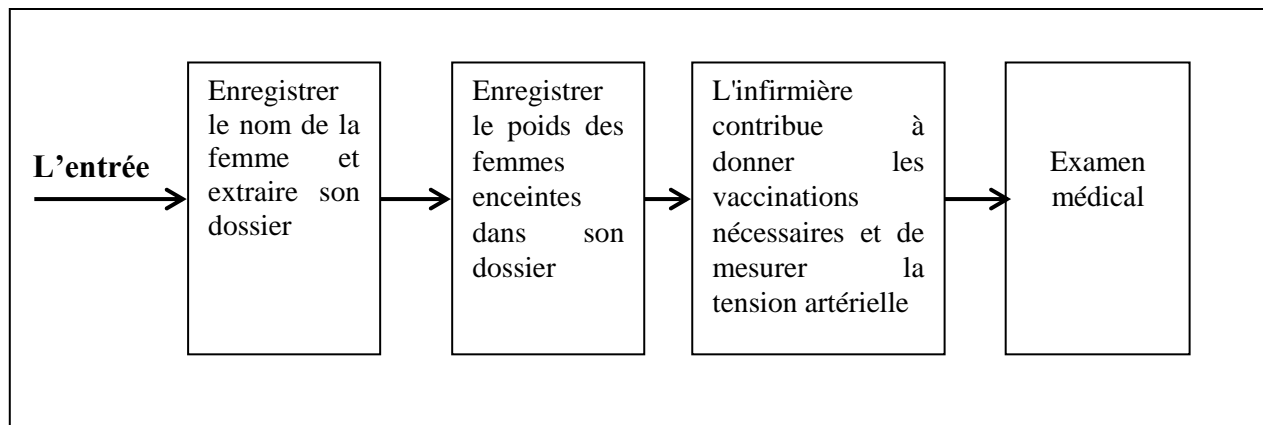 L'entrée
Enregistrer
le nom de la
femme et
extraire son
dossier
Enregistrer
le poids des
femmes
enceintes
dans son
dossier
L'infirmière
contribue à
donner les
vaccinations
nécessaires et de
mesurer la
tension artérielle
Examen
médical